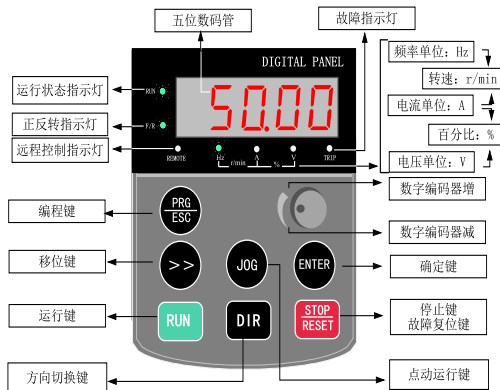 五位数码管
故障指示灯
DIGITAL PANEL
频率单位: Hz
转速: r/min
电流单位: A
百分比: %
电压单位: V
运行状态指示灯
RUN
50.00
正反转指示灯
F/R
远程控制指示灯
REMOTE
Hz
A
V
TRIP
r/min
%
编程键
PRG
ESC
数字编码器增
数字编码器减
移位键
>>
JOG
ENTER
确定键
运行键
RUN
DIR
STOP
RESET
停止键
故障复位键
方向切换键
点动运行键